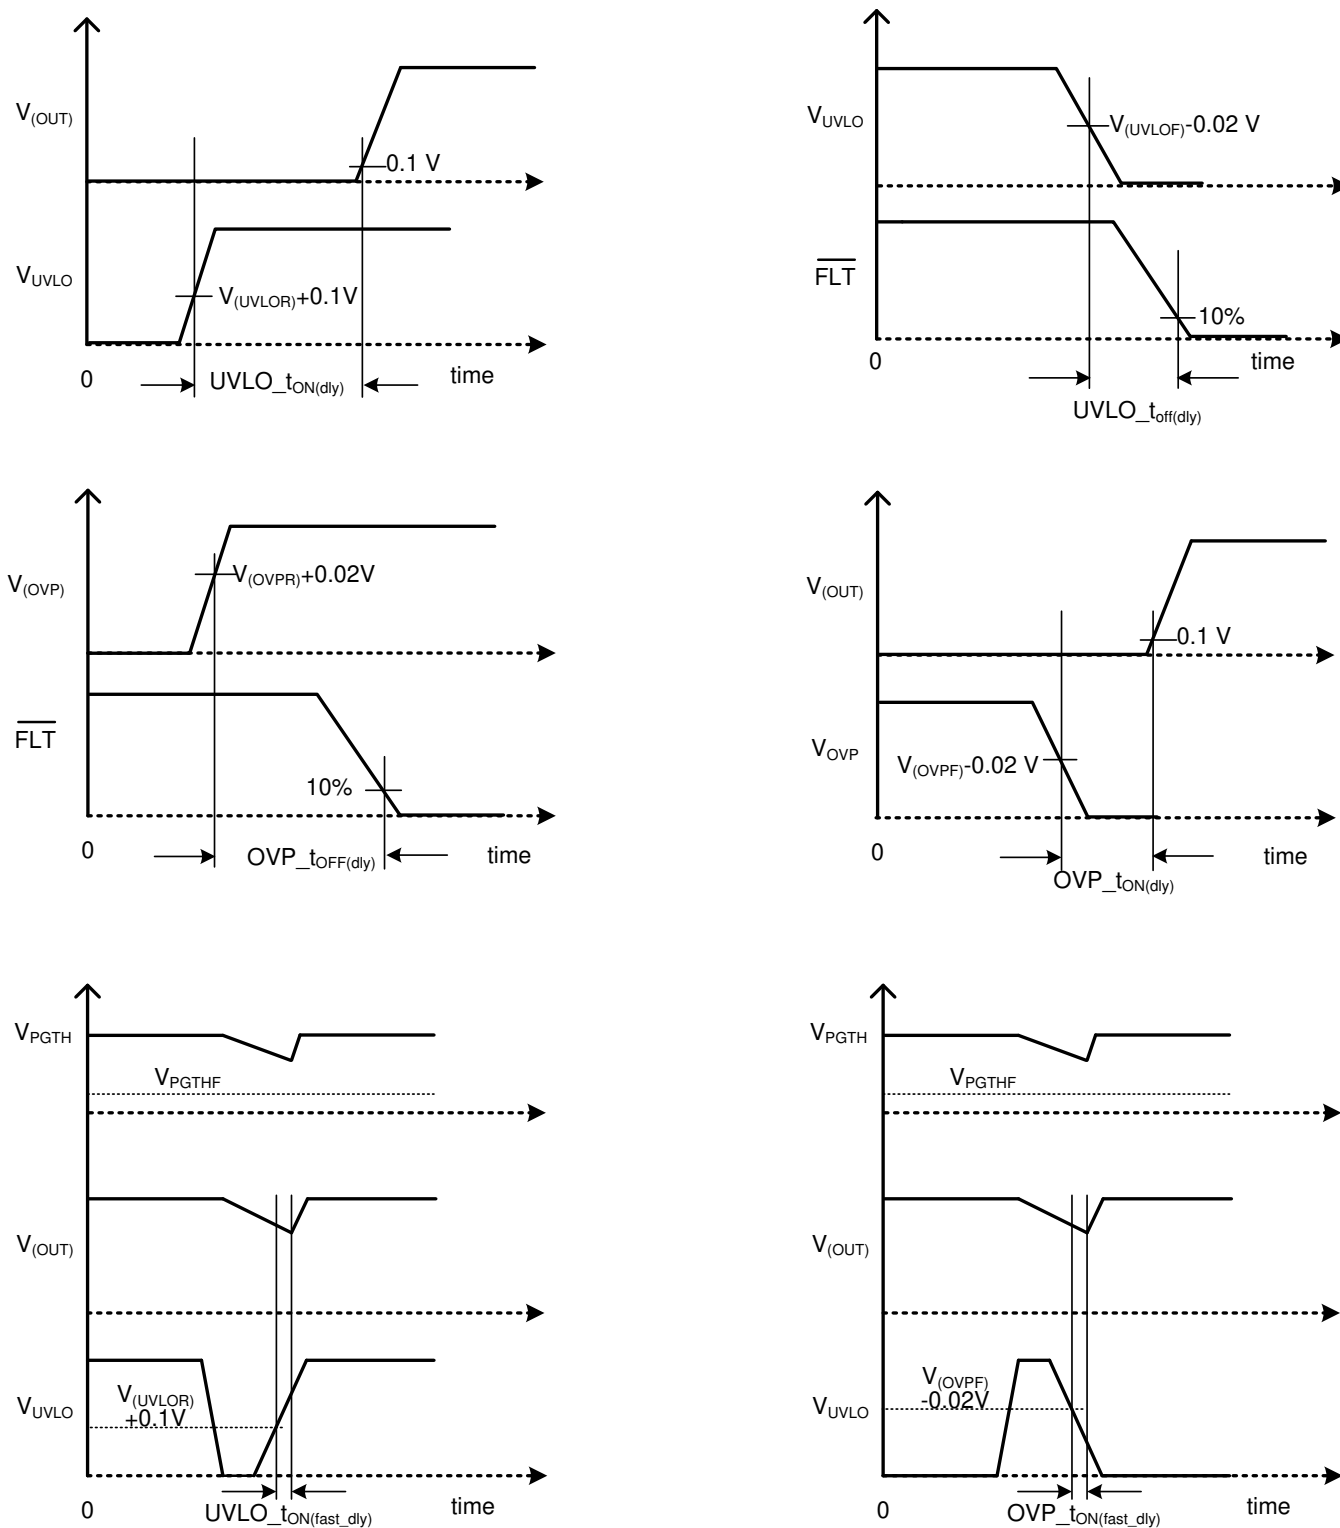 V(OUT)
0.1 V
VUVLO
V(UVLOR)+0.1V
0
UVLO_tON(dly)
time
VUVLO
V(UVLOF)-0.02 V
FLT
10%
0
time
UVLO_toff(dly)
V(OVP)
V(OVPR)+0.02V
FLT
10%
0
OVP_tOFF(dly)
time
V(OUT)
0.1 V
VOVP
V(OVPF)-0.02 V
0
time
OVP_tON(dly)
VPGTH
VPGTHF
V(OUT)
VUVLO
V(UVLOR)
+0.1V
0
UVLO_tON(fast_dly)
time
VPGTH
VPGTHF
V(OUT)
VUVLO
V(OVPF)
-0.02V
0
OVP_tON(fast_dly)
time